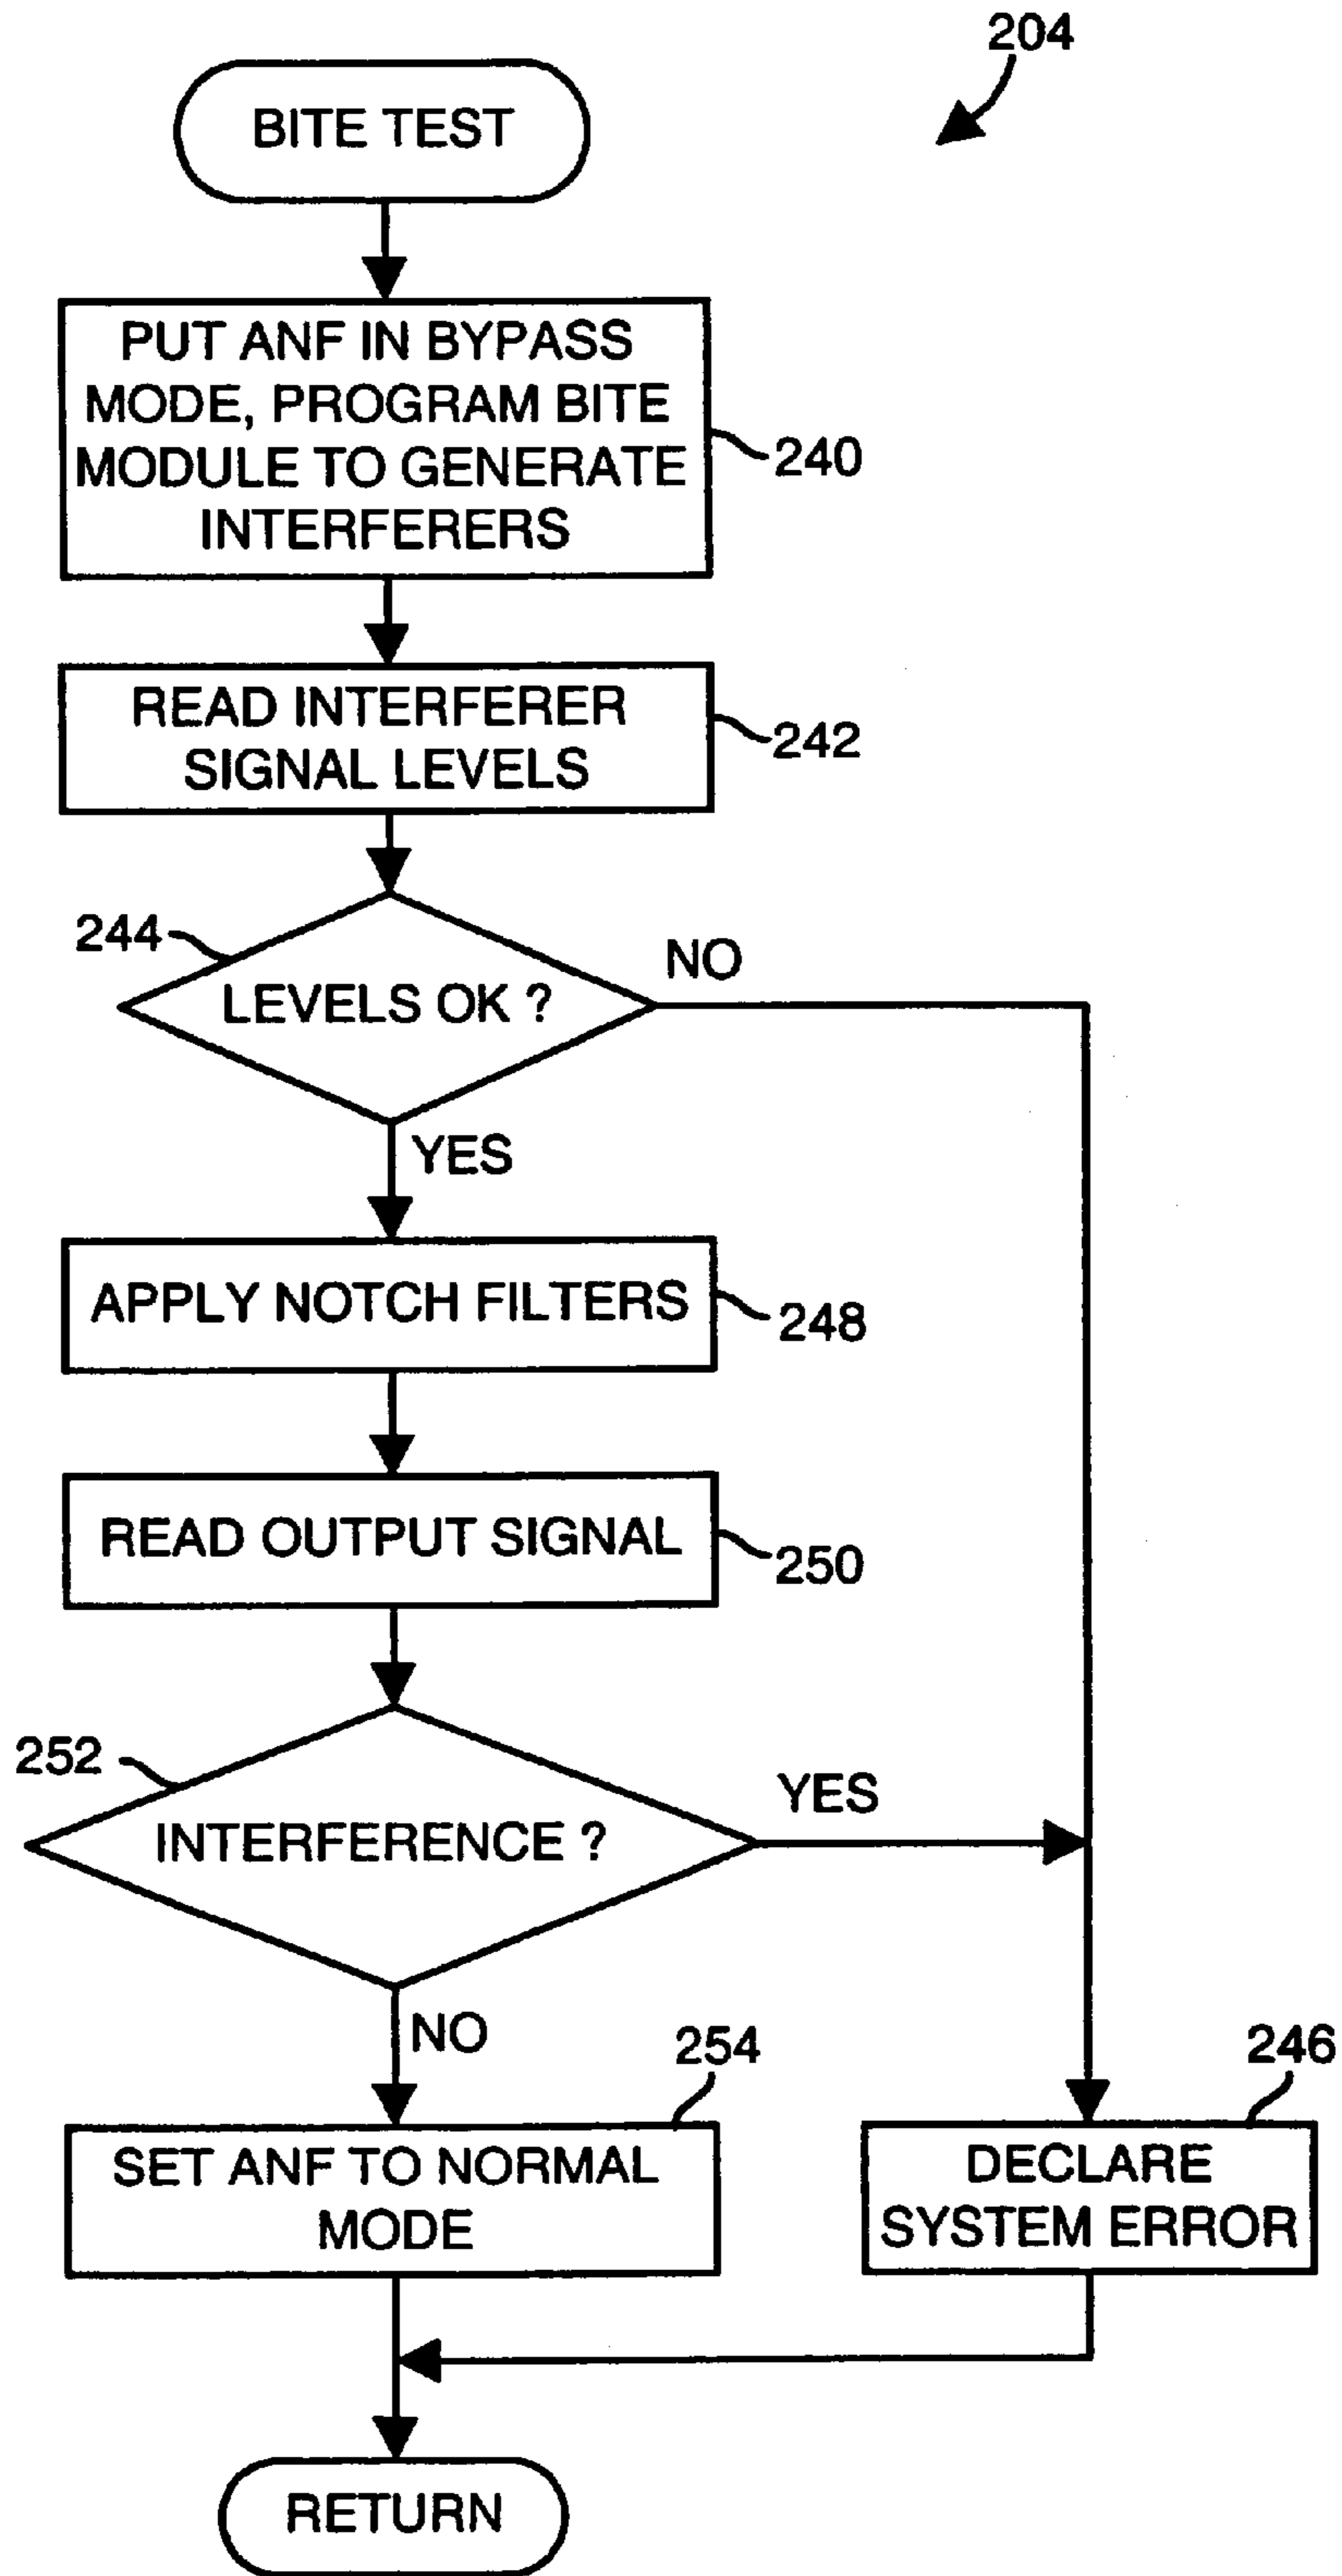 204
BITE TEST
PUT ANF IN BYPASS
MODE, PROGRAM BITE
MODULE TO GENERATE
INTERFERERS
240
READ INTERFERER
SIGNAL LEVELS
242
244
LEVELS OK ?
NO
YES
APPLY NOTCH FILTERS
248
READ OUTPUT SIGNAL
250
252
INTERFERENCE ?
YES
NO
254
SET ANF TO NORMAL
MODE
246
DECLARE
SYSTEM ERROR
RETURN